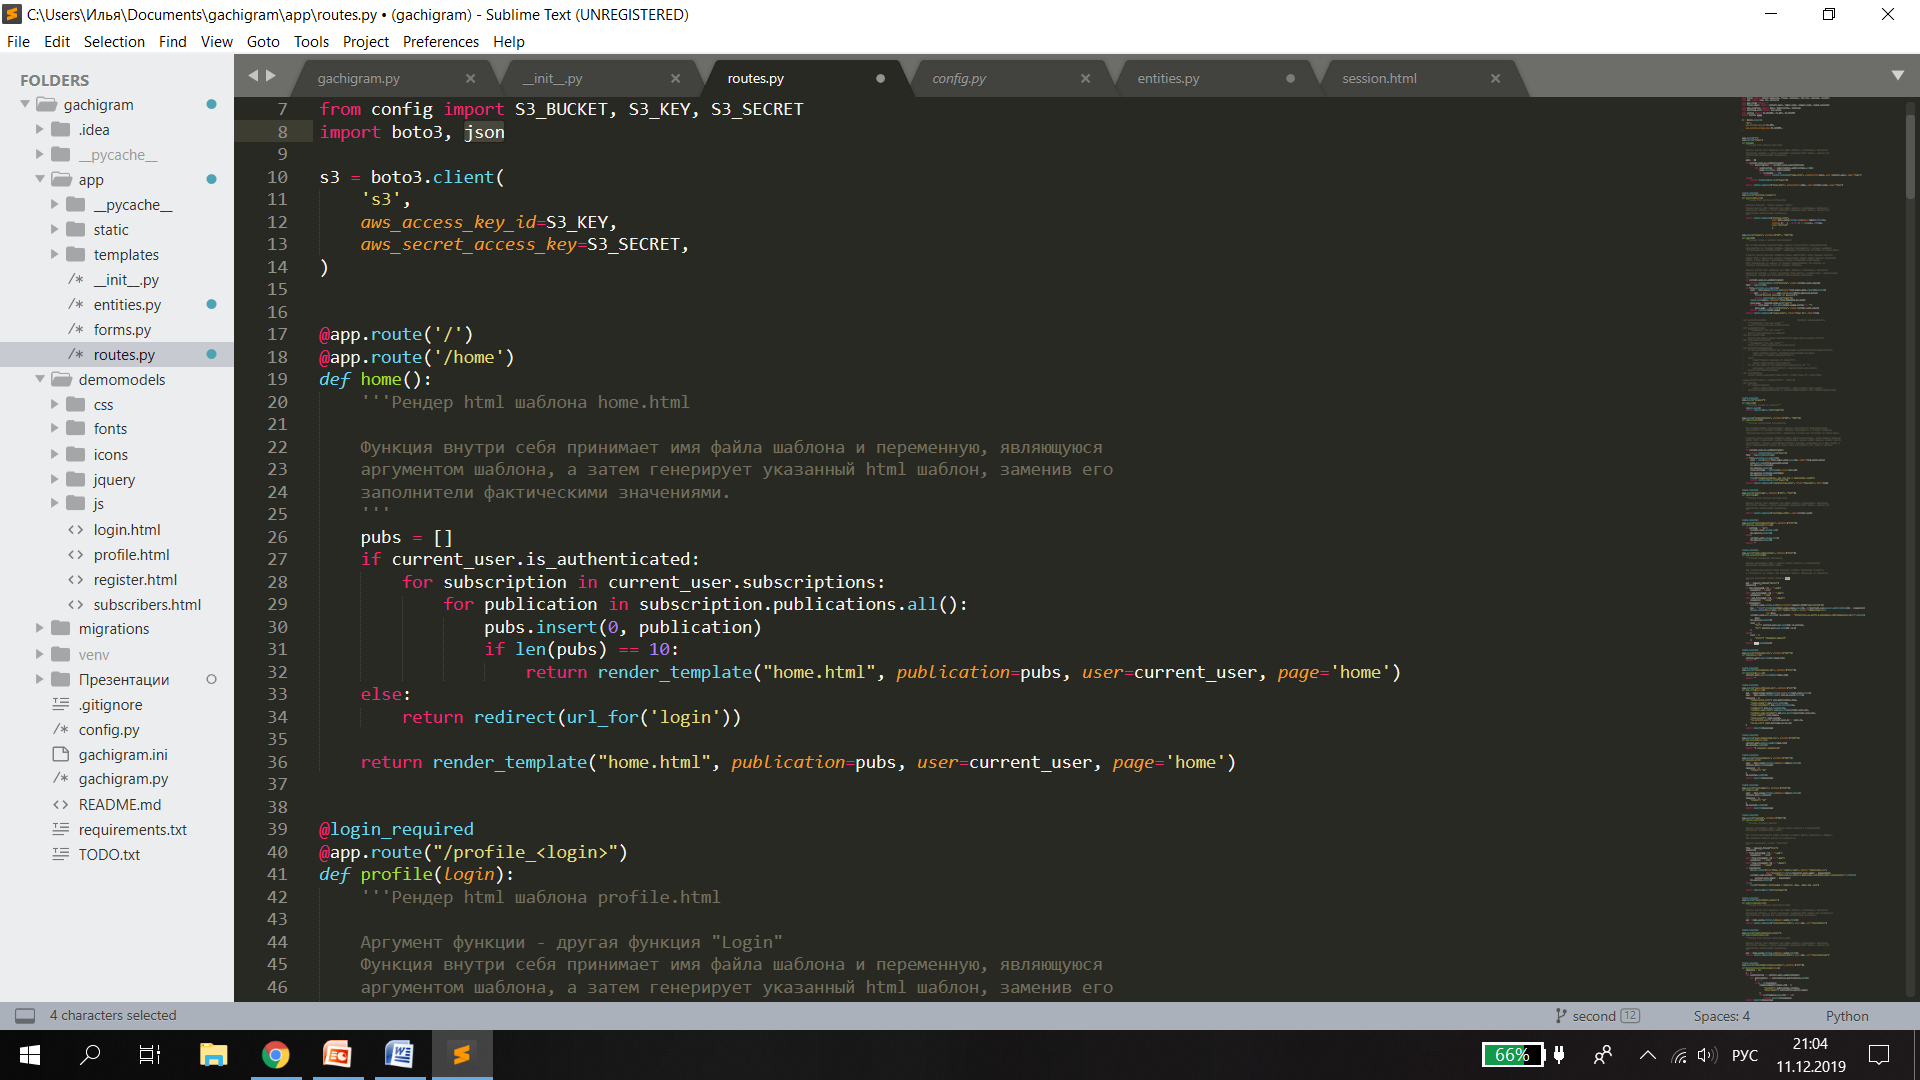 C:\Users\Илья\Documents\gachigram\app\routes.py • (gachigram) - Sublime Text (UNREGISTERED)
File Edit Selection Find View Goto Tools Project Preferences Help
FOLDERS
gachigram
.idea
__pycache__
app
__pycache__
static
templates
/* __init__.py
/* entities.py
/* forms.py
/* routes.py
demomodels
css
fonts
icons
jquery
js
<> login.html
<> profile.html
<> register.html
<> subscribers.html
migrations
venv
Презентации
.gitignore
/* config.py
gachigram.ini
/* gachigram.py
<> README.md
requirements.txt
TODO.txt
gachigram.py __init__.py routes.py config.py entities.py session.html
7 from config import S3_BUCKET, S3_KEY, S3_SECRET
8 import boto3, json
9
10 s3 = boto3.client(
11     's3',
12     aws_access_key_id=S3_KEY,
13     aws_secret_access_key=S3_SECRET,
14 )
15
16
17 @app.route('/')
18 @app.route('/home')
19 def home():
20     '''Рендер html шаблона home.html
21
22     Функция внутри себя принимает имя файла шаблона и переменную, являющуюся
23     аргументом шаблона, а затем генерирует указанный html шаблон, заменив его
24     заполнители фактическими значениями.
25     '''
26     pubs = []
27     if current_user.is_authenticated:
28         for subscription in current_user.subscriptions:
29             for publication in subscription.publications.all():
30                 pubs.insert(0, publication)
31                 if len(pubs) == 10:
32                     return render_template("home.html", publication=pubs, user=current_user, page='home')
33     else:
34         return redirect(url_for('login'))
35
36     return render_template("home.html", publication=pubs, user=current_user, page='home')
37
38
39 @login_required
40 @app.route("/profile_<login>")
41 def profile(login):
42     '''Рендер html шаблона profile.html
43
44     Аргумент функции - другая функция "Login"
45     Функция внутри себя принимает имя файла шаблона и переменную, являющуюся
46     аргументом шаблона, а затем генерирует указанный html шаблон, заменив его
4 characters selected second 12 Spaces: 4 Python
66% РУС 21:04
11.12.2019